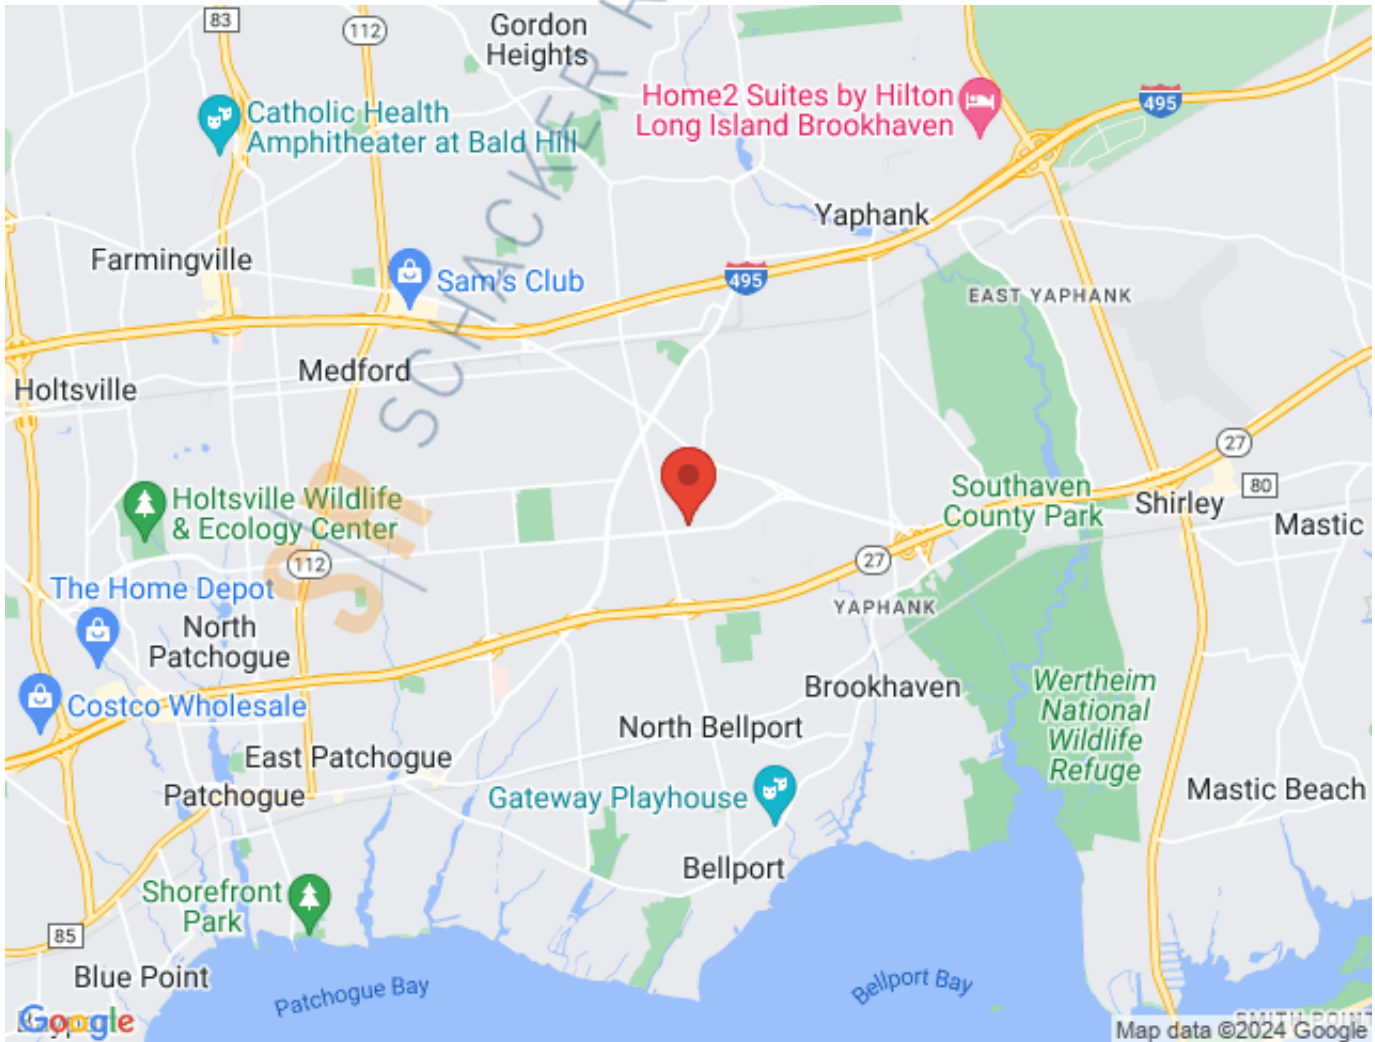 83
112
Gordon
Heights
Catholic Health
Amphitheater at Bald Hill
Home2 Suites by Hilton
Long Island Brookhaven
495
Yaphank
Farmingville
Sam's Club
495
EAST YAPHANK
Medford
Holtsville
SCHACKER R
27
Southaven
County Park
80
Shirley
Mastic
Holtsville Wildlife
& Ecology Center
112
27
The Home Depot
YAPHANK
North
Patchogue
Brookhaven
Wertheim
National
Wildlife
Refuge
Costco Wholesale
North Bellport
East Patchogue
Patchogue
Gateway Playhouse
Mastic Beach
Bellport
Shorefront
Park
85
Blue Point
Patchogue Bay
Bellport Bay
Google
SMITH POINT
Map data ©2024 Google